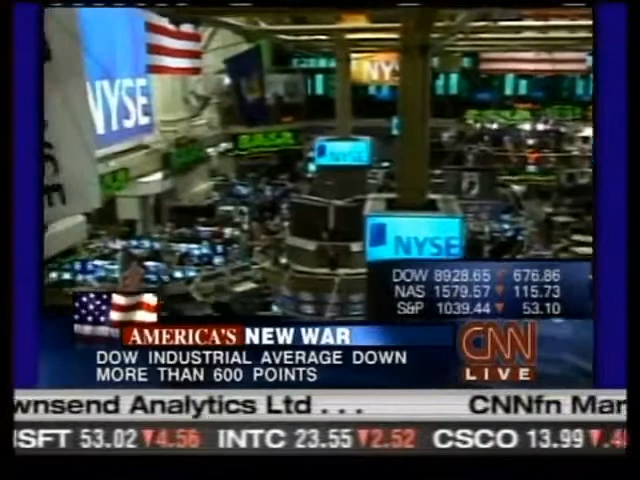 NYSE
NY
NYSE
NYSE
DOW 8928.65 676.86
NAS 1579.57 ▼ 115.73
S&P 1039.44 ▼ 53.10
AMERICA'S NEW WAR
CNN
LIVE
DOW INDUSTRIAL AVERAGE DOWN
MORE THAN 600 POINTS
wnsend Analytics Ltd . . . CNNfn Mar
SFT 53.02 ▼4.56 INTC 23.55 ▼2.52 CSCO 13.99 ▼.4